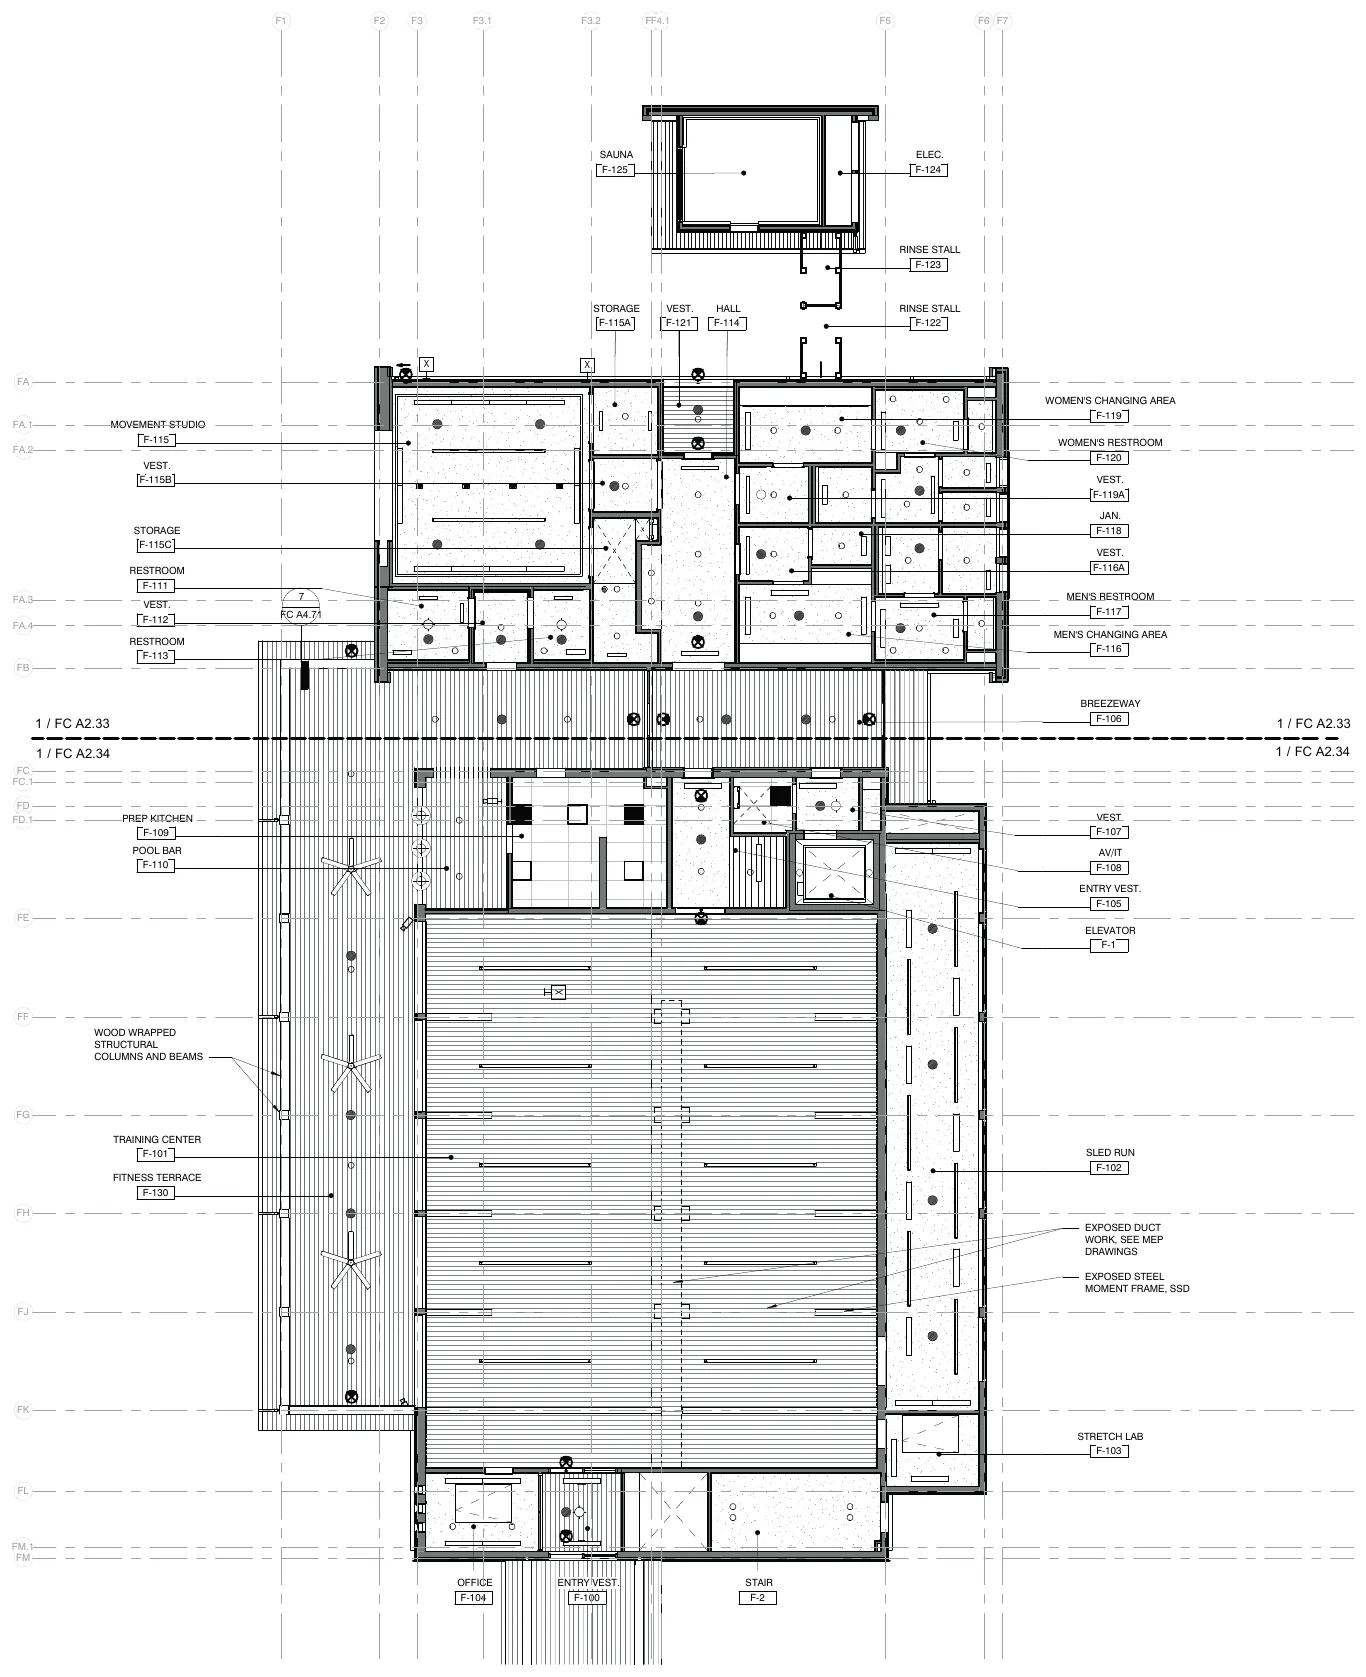 F1 F2 F3 F3.1 F3.2 F4.1 F5 F6 F7
SAUNA
F-125
ELEC.
F-124
RINSE STALL
F-123
STORAGE
F-115A
VEST.
F-121
HALL
F-114
RINSE STALL
F-122
X
X
FA
FA.1
FA.2
FA.3
FA.4
FB
MOVEMENT STUDIO
F-115
VEST.
F-115B
STORAGE
F-115C
RESTROOM
F-111
VEST.
F-112
RESTROOM
F-113
7
FC A4.71
WOMEN'S CHANGING AREA
F-119
WOMEN'S RESTROOM
F-120
VEST.
F-119A
JAN.
F-118
VEST.
F-116A
MEN'S RESTROOM
F-117
MEN'S CHANGING AREA
F-116
BREEZEWAY
F-106
1 / FC A2.33
1 / FC A2.34
1 / FC A2.33
1 / FC A2.34
FC
FC.1
FD
FD.1
PREP KITCHEN
F-109
POOL BAR
F-110
VEST.
F-107
AV/IT
F-108
ENTRY VEST.
F-105
ELEVATOR
F-1
FE
FF
WOOD WRAPPED
STRUCTURAL
COLUMNS AND BEAMS
X
FG
TRAINING CENTER
F-101
FITNESS TERRACE
F-130
SLED RUN
F-102
FH
EXPOSED DUCT
WORK, SEE MEP
DRAWINGS
EXPOSED STEEL
MOMENT FRAME, SSD
FJ
FK
STRETCH LAB
F-103
FL
FM.1
FM
OFFICE
F-104
ENTRY VEST.
F-100
STAIR
F-2